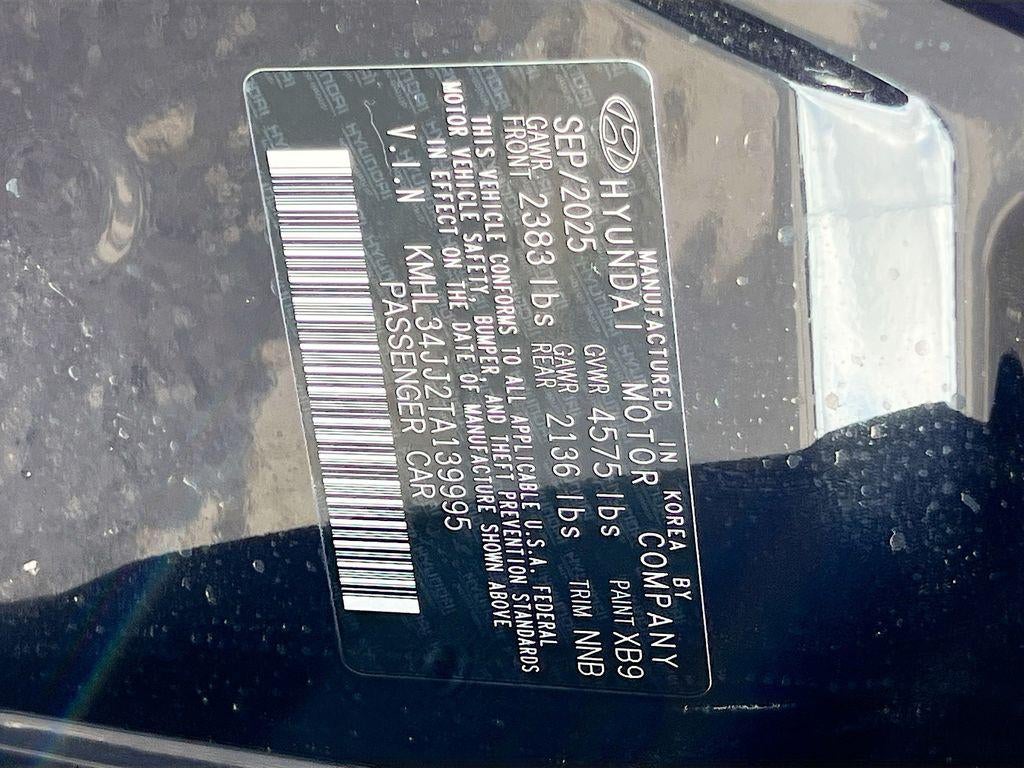 MANUFACTURED IN KOREA BY
HYUNDAI MOTOR COMPANY
SEP/2025 GVWR 4575 lbs PAINT XB9
GAWR FRONT 2383 lbs GAWR REAR 2136 lbs TRIM NNB
THIS VEHICLE CONFORMS TO ALL APPLICABLE U.S.A. FEDERAL
MOTOR VEHICLE SAFETY, BUMPER, AND THEFT PREVENTION STANDARDS
IN EFFECT ON THE DATE OF MANUFACTURE SHOWN ABOVE
V.I.N KMHL34JJ2TA139995
PASSENGER CAR